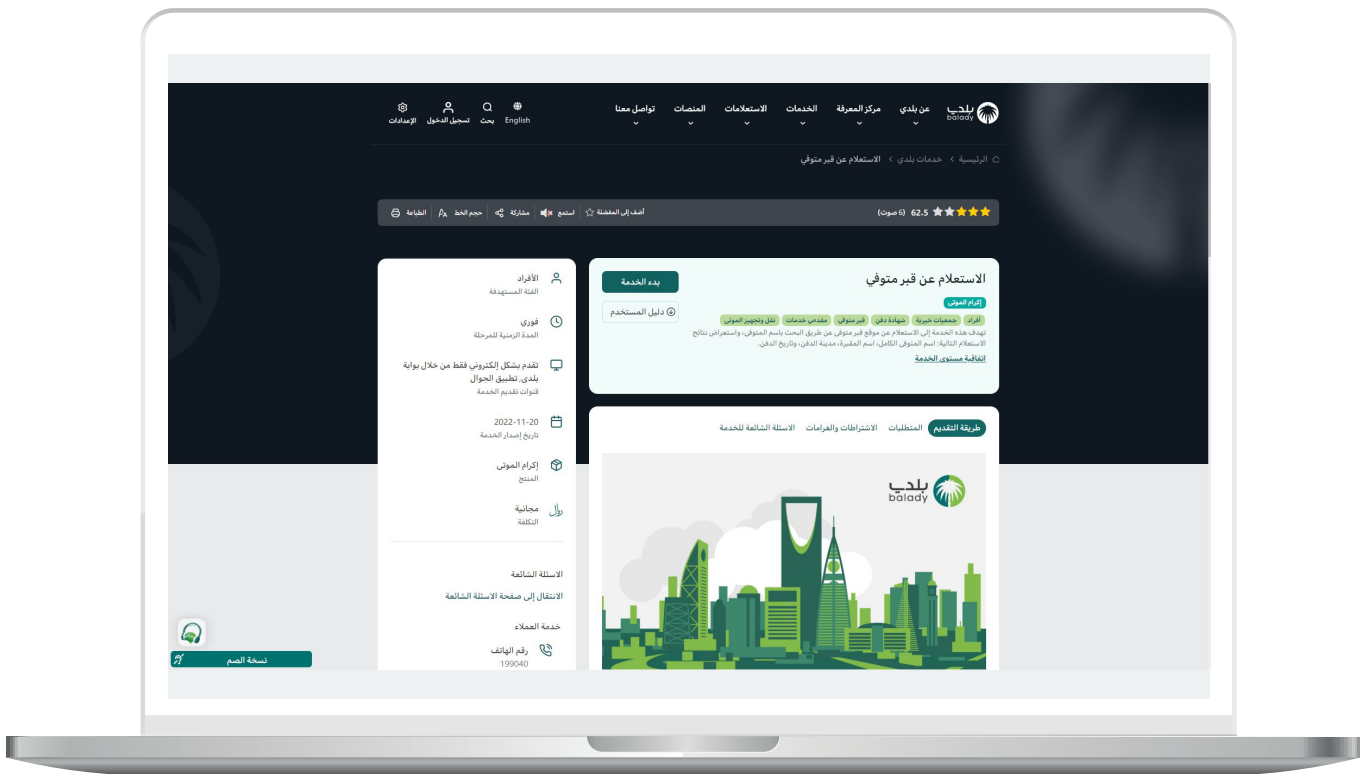 بلدي
balady
عن بلدي
مركز المعرفة
الخدمات
الاستعلامات
المنصات
تواصل معنا
English
بحث
تسجيل الدخول
الإعدادات
الرئيسية > خدمات بلدي > الاستعلام عن قبر متوفي
62.5 (6 صوت)
أضف إلى المفضلة
استمع
مشاركة
حجم الخط
الطباعة
الاستعلام عن قبر متوفي
إكرام الموتى
أفراد
جمعيات خيرية
شهادة دفن
قبر متوفي
مقدمي خدمات
نقل وتجهيز الموتى
تهدف هذه الخدمة إلى الاستعلام عن موقع قبر متوفى عن طريق البحث باسم المتوفى، واستعراض نتائج
الاستعلام التالية: اسم المتوفى الكامل، اسم المقبرة، مدينة الدفن، وتاريخ الدفن.
اتفاقية مستوى الخدمة
بدء الخدمة
دليل المستخدم
طريقة التقديم
المتطلبات
الاشتراطات والغرامات
الاسئلة الشائعة للخدمة
بلدي
balady
الأفراد
الفئة المستهدفة
فوري
المدة الزمنية للمرحلة
تقدم بشكل إلكتروني فقط من خلال بوابة
بلدي, تطبيق الجوال
قنوات تقديم الخدمة
2022-11-20
تاريخ إصدار الخدمة
إكرام الموتى
المنتج
ريال
مجانية
التكلفة
الاسئلة الشائعة
الانتقال إلى صفحة الاسئلة الشائعة
خدمة العملاء
رقم الهاتف
199040
نسخة الصم